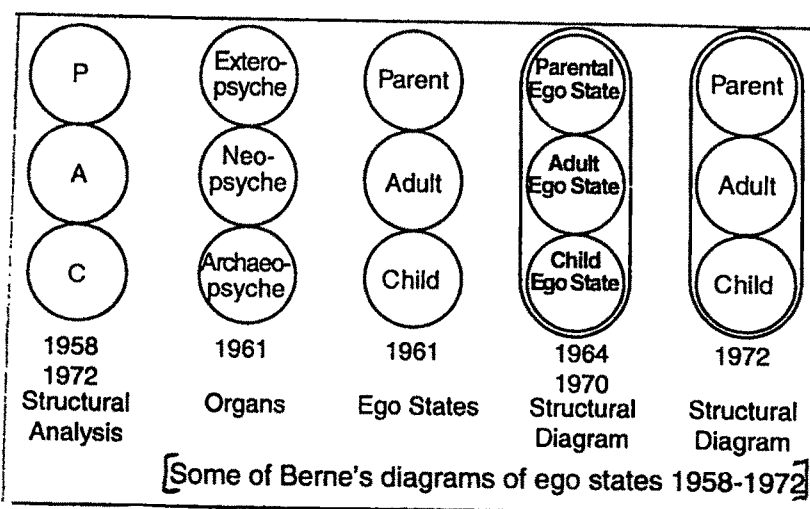 P
A
C
1958
1972
Structural
Analysis
Extero-
psyche
Neo-
psyche
Archaeo-
psyche
1961
Organs
Parent
Adult
Child
1961
Ego States
Parental
Ego State
Adult
Ego State
Child
Ego State
1964
1970
Structural
Diagram
Parent
Adult
Child
1972
Structural
Diagram
[Some of Berne's diagrams of ego states 1958-1972]